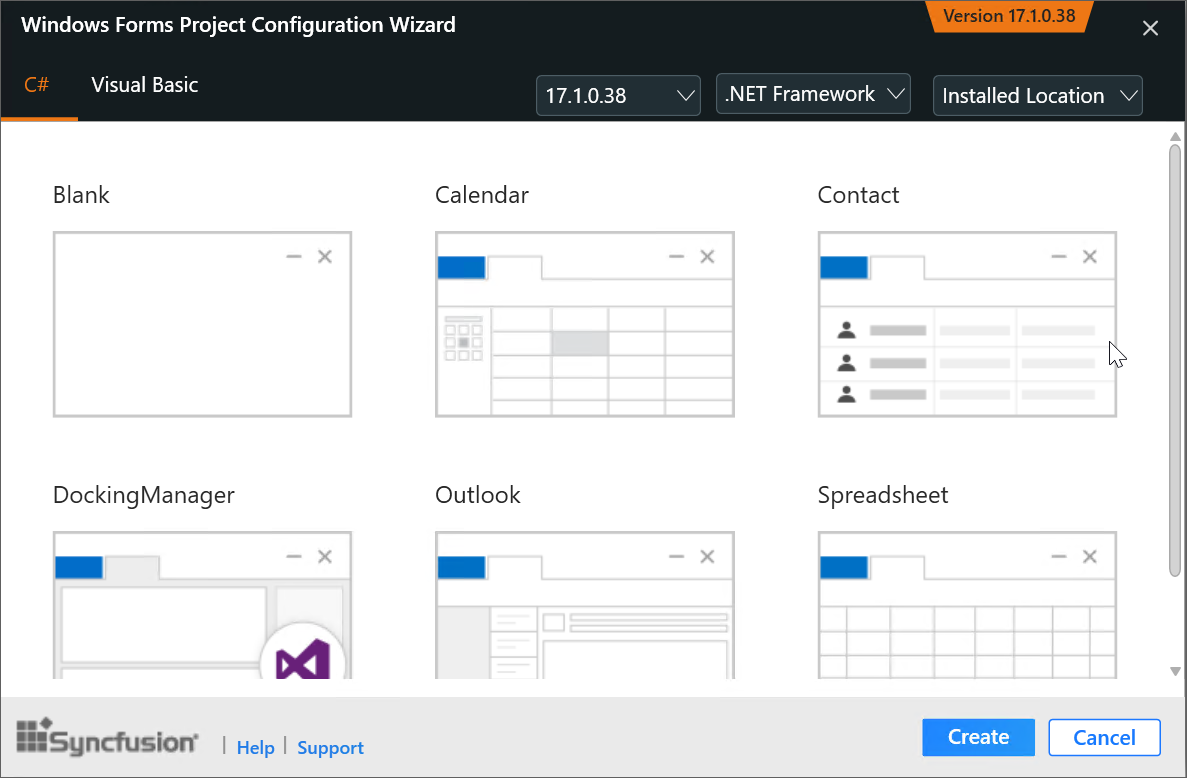 Windows Forms Project Configuration Wizard
Version 17.1.0.38
C#
Visual Basic
17.1.0.38
.NET Framework
Installed Location
Blank
Calendar
Contact
DockingManager
Outlook
Spreadsheet
Syncfusion
| Help | Support
Create
Cancel